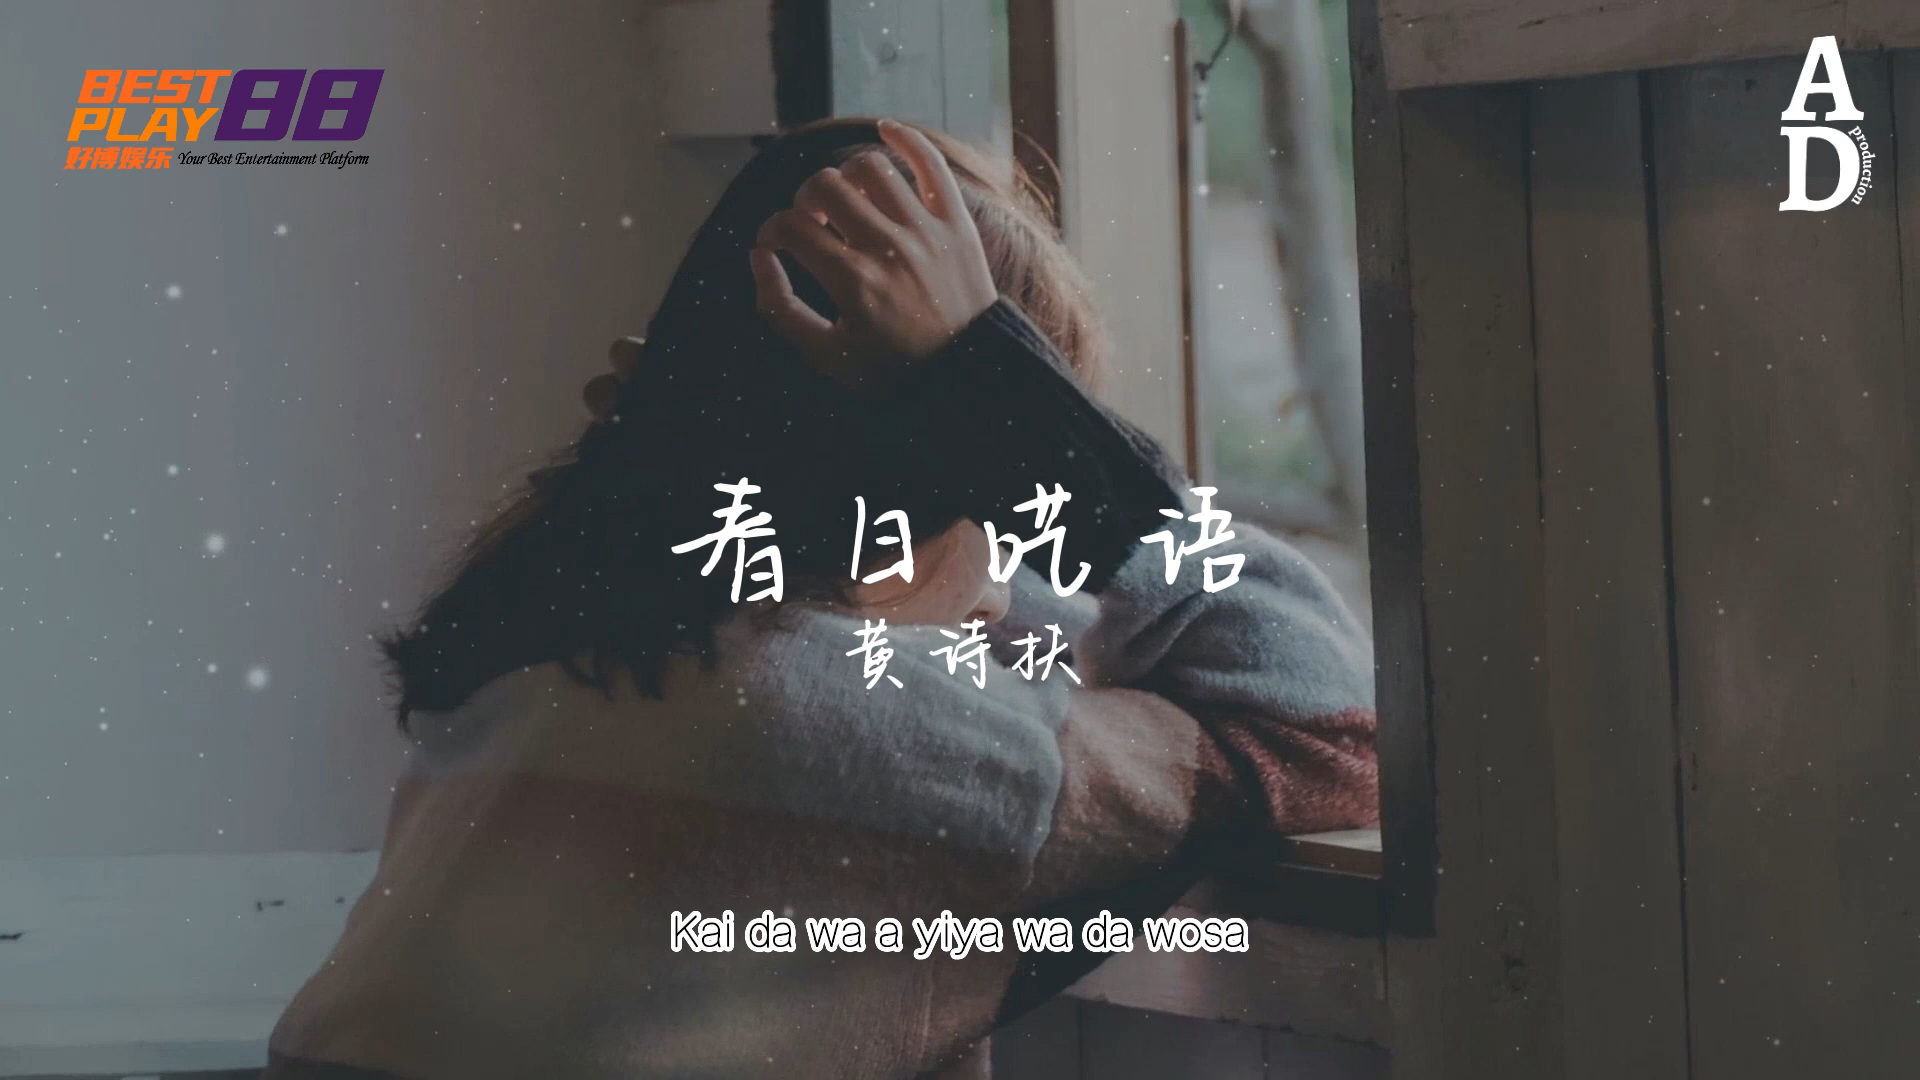 BEST
PLAY88
好博娱乐 Your Best Entertainment Platform
AD
production
春日呓语
黄诗扶
Kai da wa a yiya wa da wosa